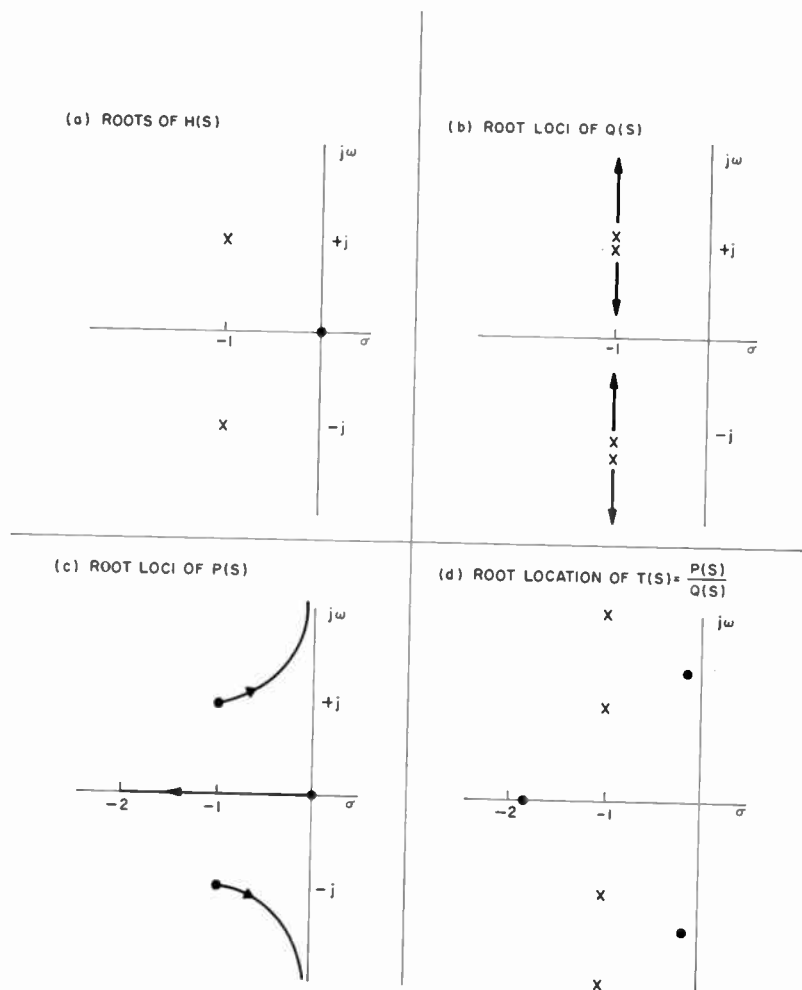 (a) ROOTS OF H(S)
jω
X
+j
-1
σ
X
-j
(b) ROOT LOCI OF Q(S)
jω
X
X
+j
-1
σ
X
X
-j
(c) ROOT LOCI OF P(S)
jω
+j
-2
-1
σ
-j
(d) ROOT LOCATION OF T(S)= P(S)
Q(S)
jω
X
X
-2
-1
σ
X
X